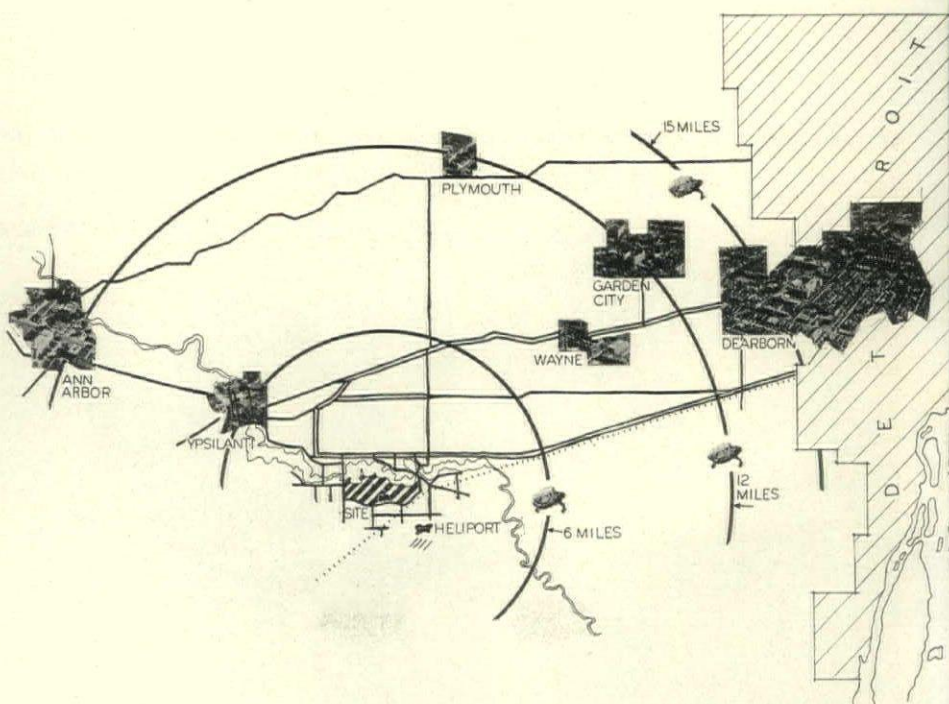 15 MILES
PLYMOUTH
GARDEN
CITY
WAYNE
DEARBORN
DETROIT
ANN
ARBOR
YPSILANTI
SITE
HELIPORT
6 MILES
12
MILES